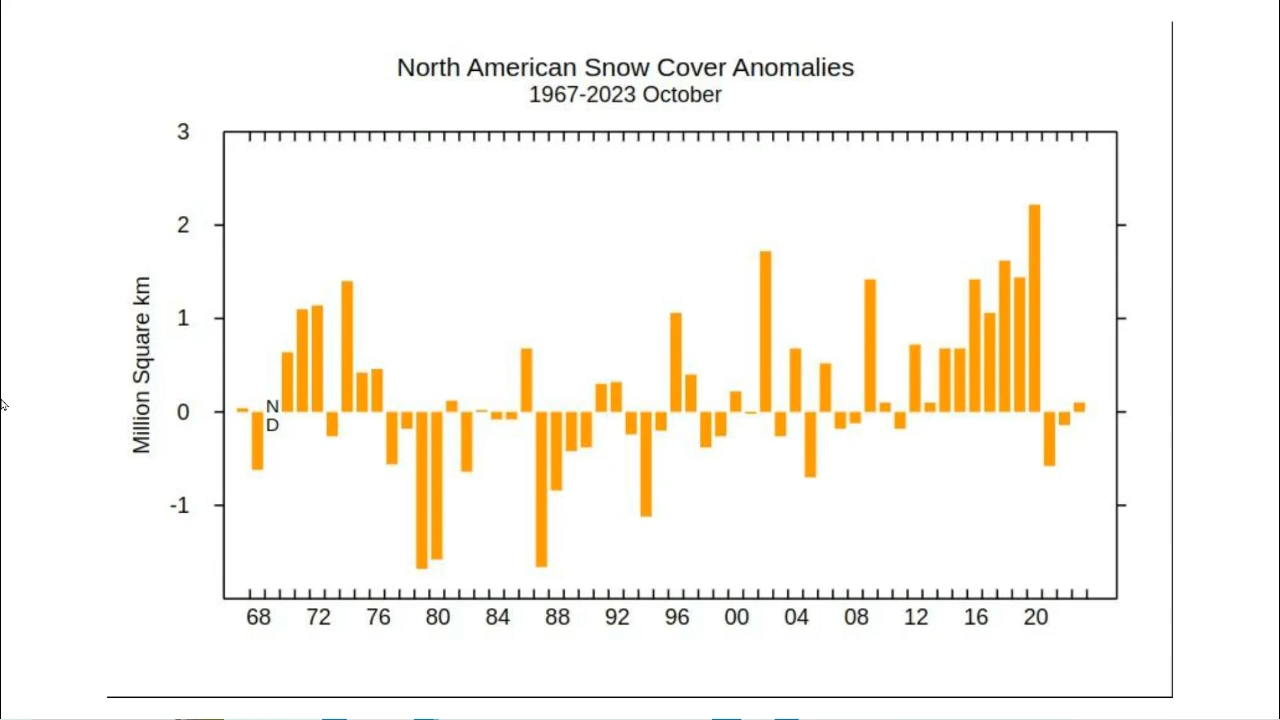 North American Snow Cover Anomalies
1967-2023 October
3
2
1
0
-1
Million Square km
N
D
68 72 76 80 84 88 92 96 00 04 08 12 16 20